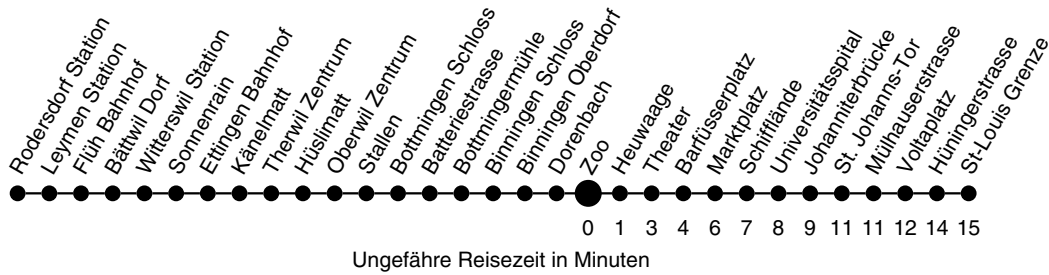 Rodersdorf Station
Leymen Station
Flüh Bahnhof
Bättwil Dorf
Witterswil Station
Sonnenrain
Ettingen Bahnhof
Känelmatt
Therwil Zentrum
Hüslimatt
Oberwil Zentrum
Stallen
Bottmingen Schloss
Batteriestrasse
Bottmingermühle
Binningen Schloss
Binningen Oberdorf
Dorenbach
Zoo
Heuwaage
Theater
Barfüsserplatz
Marktplatz
Schifflände
Universitätsspital
Johanniterbrücke
St. Johanns-Tor
Mülhauserstrasse
Voltaplatz
Hüningerstrasse
St-Louis Grenze
0 1 3 4 6 7 8 9 11 11 12 14 15
Ungefähre Reisezeit in Minuten